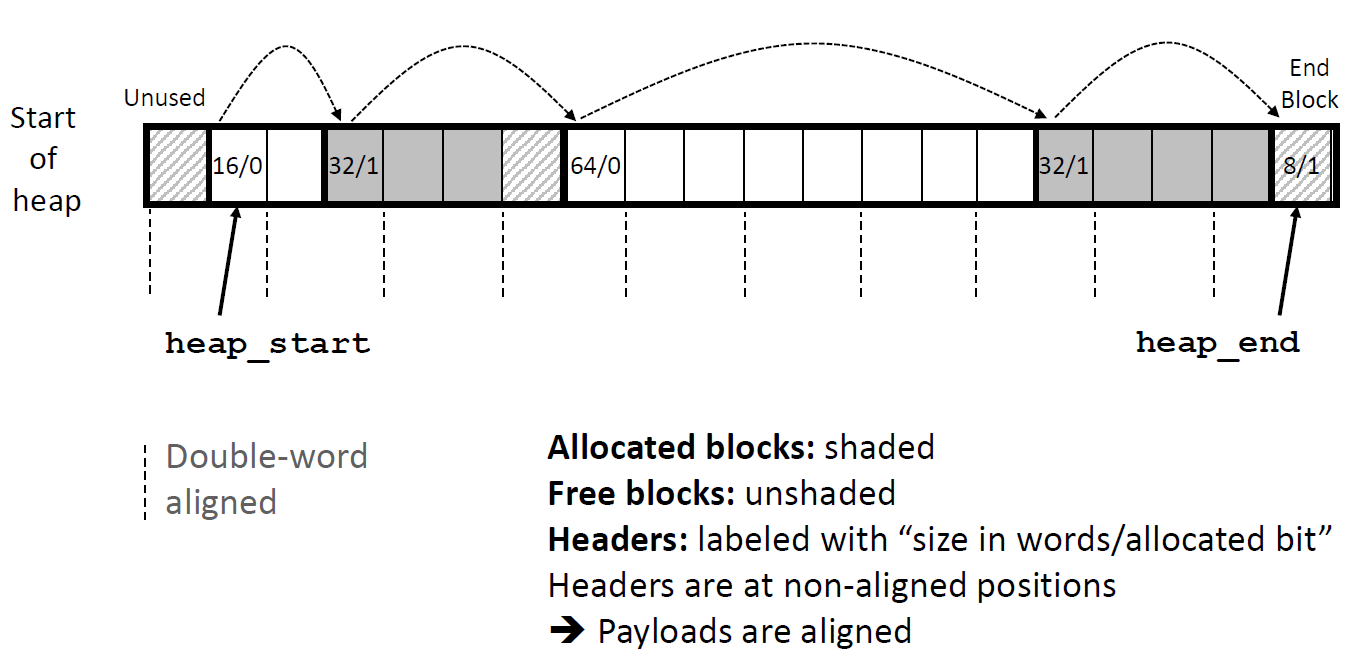 Unused
End
Block
Start
of
heap
16/0
32/1
64/0
32/1
8/1
heap_start
heap_end
Double-word
aligned
Allocated blocks: shaded
Free blocks: unshaded
Headers: labeled with “size in words/allocated bit”
Headers are at non-aligned positions
➔ Payloads are aligned